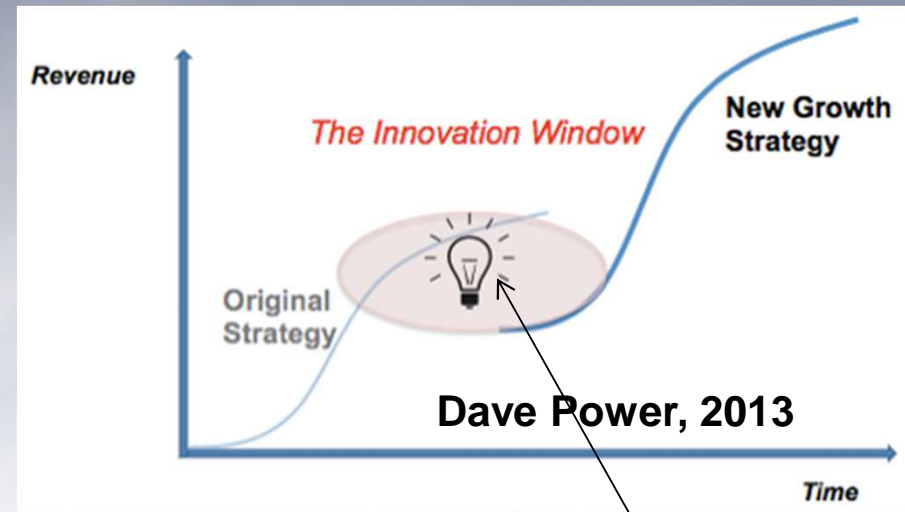 Revenue
The Innovation Window
New Growth
Strategy
Original
Strategy
Dave Power, 2013
Time